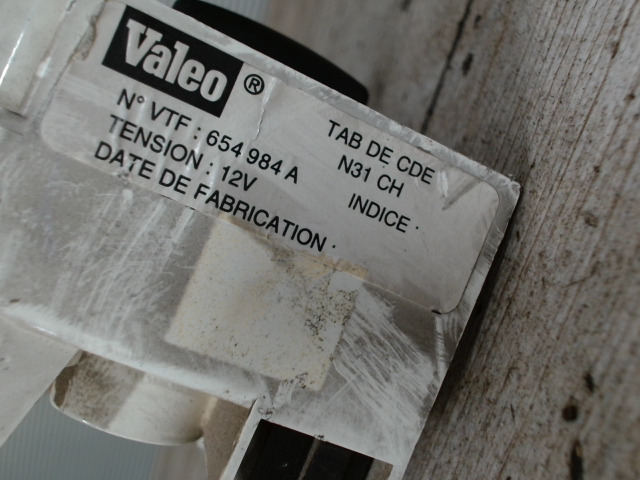 Valeo ®
N° VTF : 654 984 A
TENSION : 12V
DATE DE FABRICATION :
TAB DE CDE
N31 CH
INDICE :